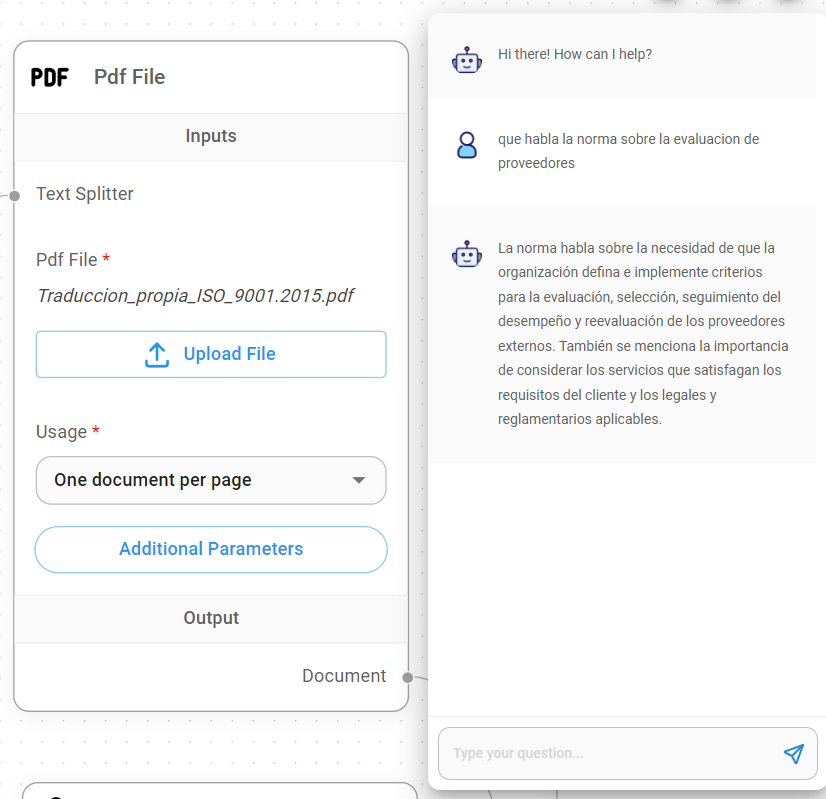 PDF Pdf File
Inputs
Text Splitter
Pdf File *
Traduccion_propia_ISO_9001.2015.pdf
Upload File
Usage *
One document per page
Additional Parameters
Output
Document
Hi there! How can I help?
que habla la norma sobre la evaluacion de
proveedores
La norma habla sobre la necesidad de que la
organización defina e implemente criterios
para la evaluación, selección, seguimiento del
desempeño y reevaluación de los proveedores
externos. También se menciona la importancia
de considerar los servicios que satisfagan los
requisitos del cliente y los legales y
reglamentarios aplicables.
Type your question...